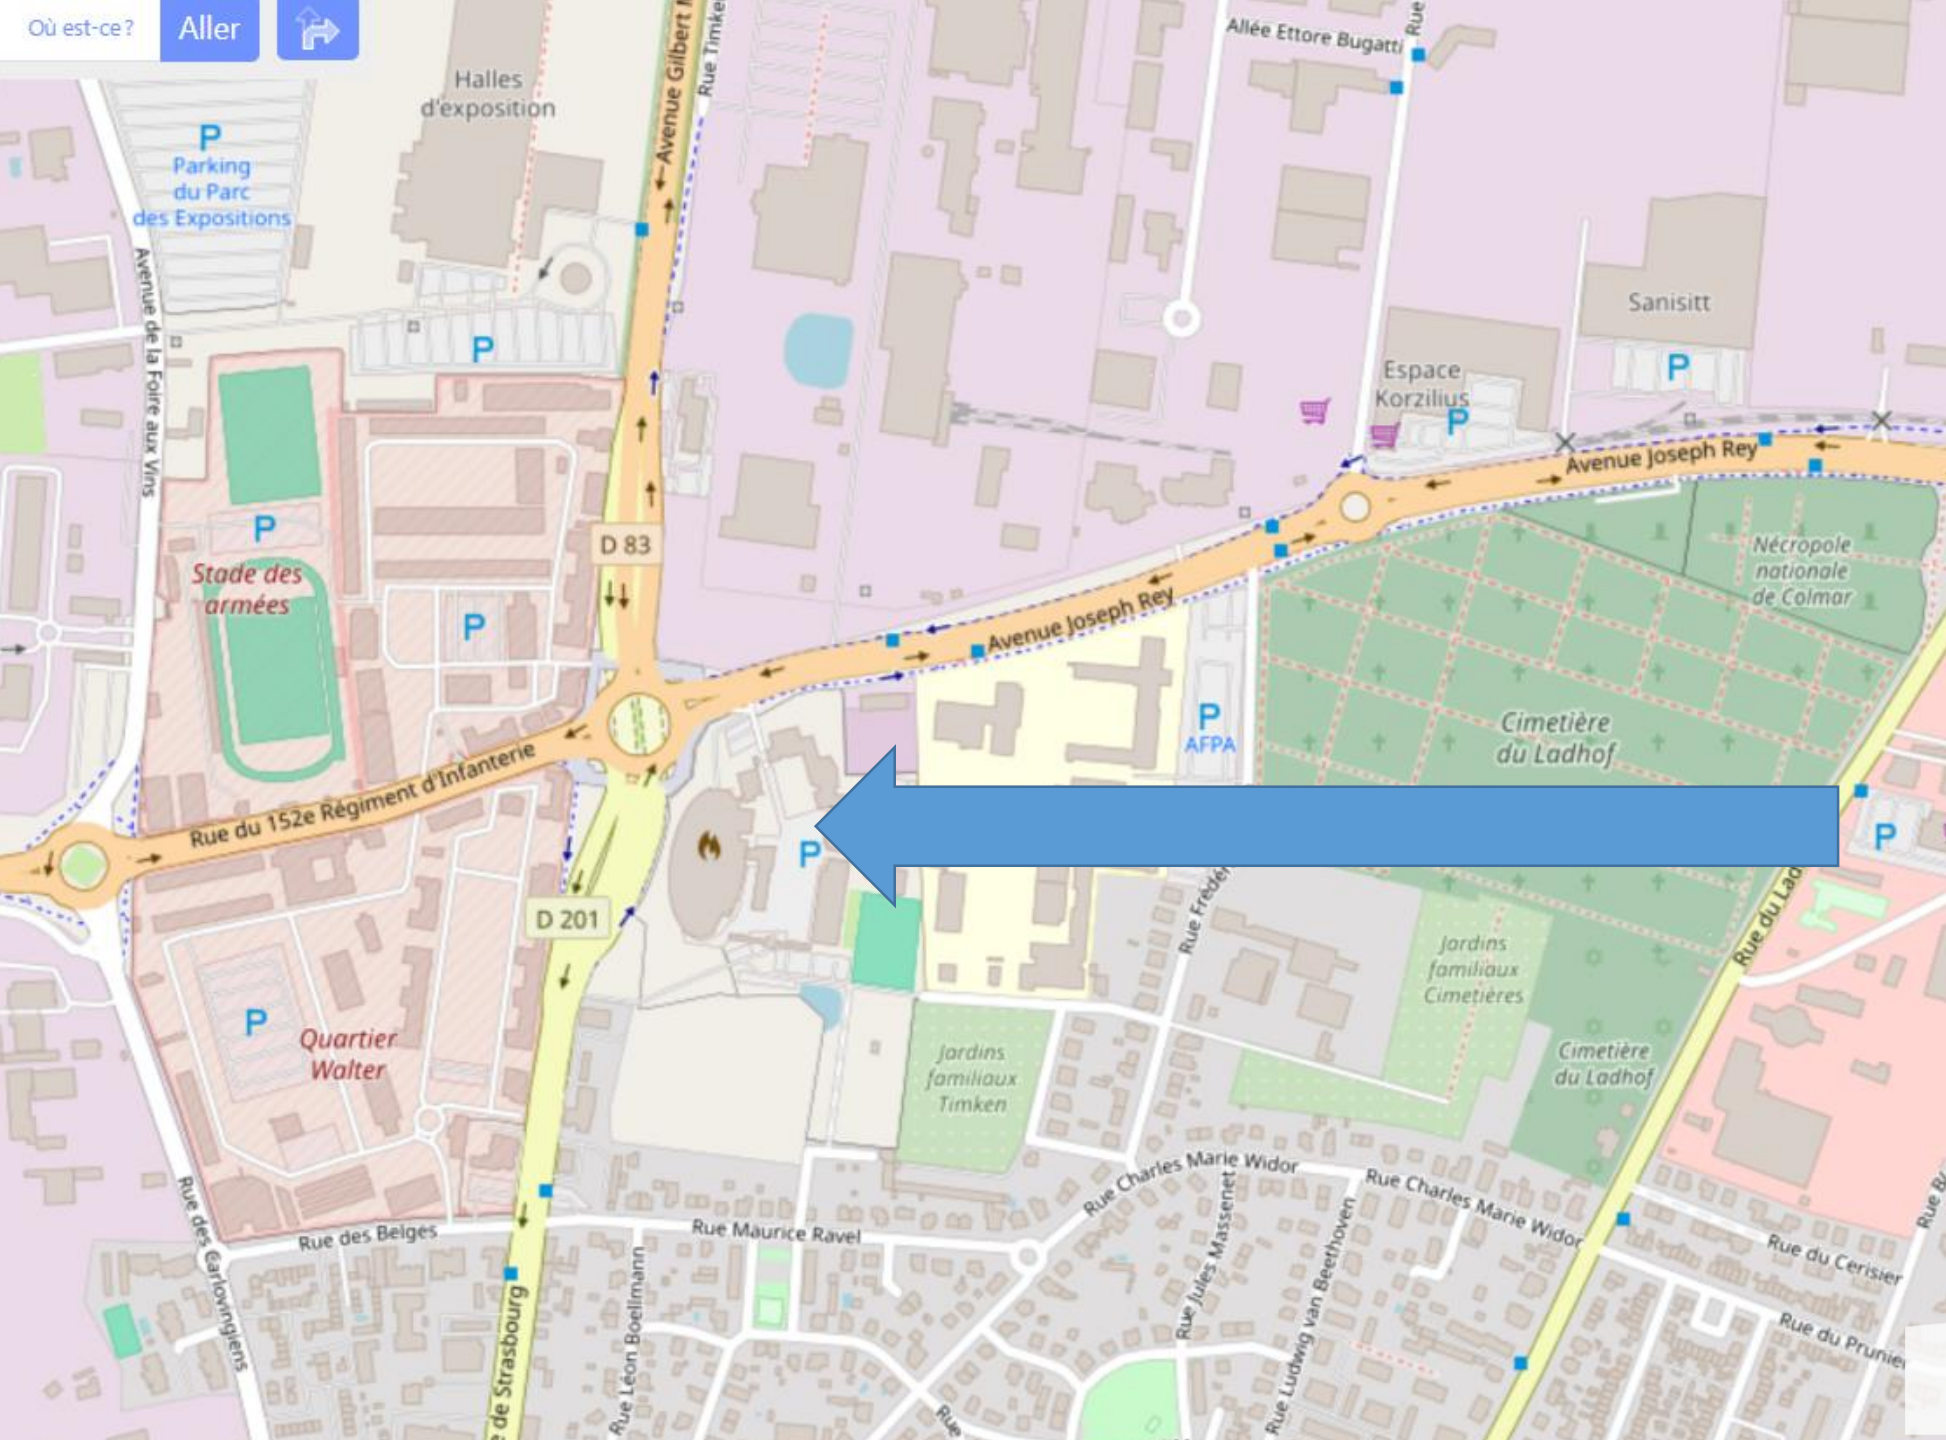 Où est-ce ?
Aller
Halles
d'exposition
Avenue Gilbert
Rue Timke
Allée Ettore Bugatti
Rue
P
Parking
du Parc
des Expositions
Avenue de la Foire aux Vins
P
Sanisitt
P
Espace
Korzilius
P
Avenue Joseph Rey
P
D 83
Stade des
armées
P
Nécropole
nationale
de Colmar
Avenue Joseph Rey
P
AFPA
Cimetière
du Ladhof
Rue du 152e Régiment d'Infanterie
P
P
D 201
Rue Frédér
Rue du Lad
Jardins
familiaux
Cimetières
P
Quartier
Walter
Jardins
familiaux
Timken
Cimetière
du Ladhof
Rue des Carlovingiens
Rue des Belges
Rue Maurice Ravel
Rue Charles Marie Widor
Rue Charles Marie Widor
Rue Jules Massenet
Rue Ludwig van Beethoven
Rue Léon Boellmann
de Strasbourg
Rue du Cerisier
Rue du Prunie
Rue
Rue